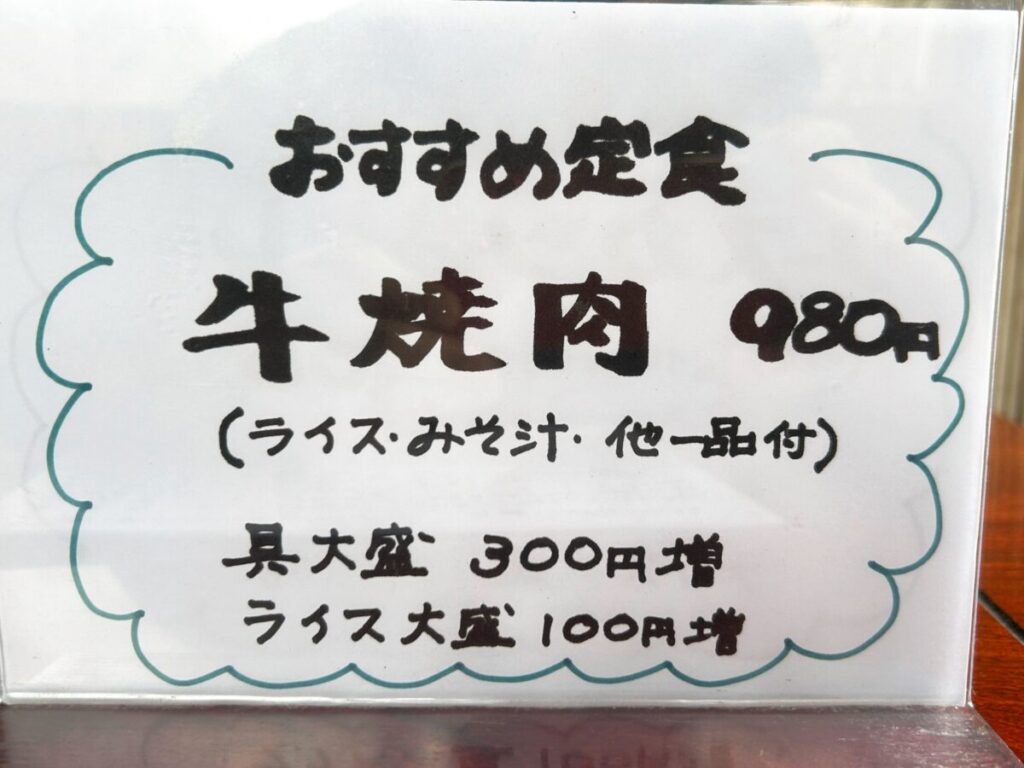 おすすめ定食
牛焼肉 980円
(ライス・みそ汁・他一品付)
具大盛 300円増
ライス大盛 100円増